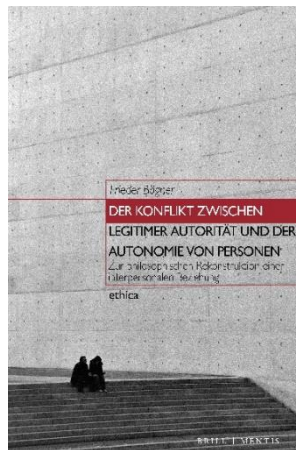 Frieder Bögner
DER KONFLIKT ZWISCHEN
LEGITIMER AUTORITÄT UND DER
AUTONOMIE VON PERSONEN
Zur philosophischen Rekonstruktion einer
interpersonalen Beziehung
ethica
BRILL | MENTIS